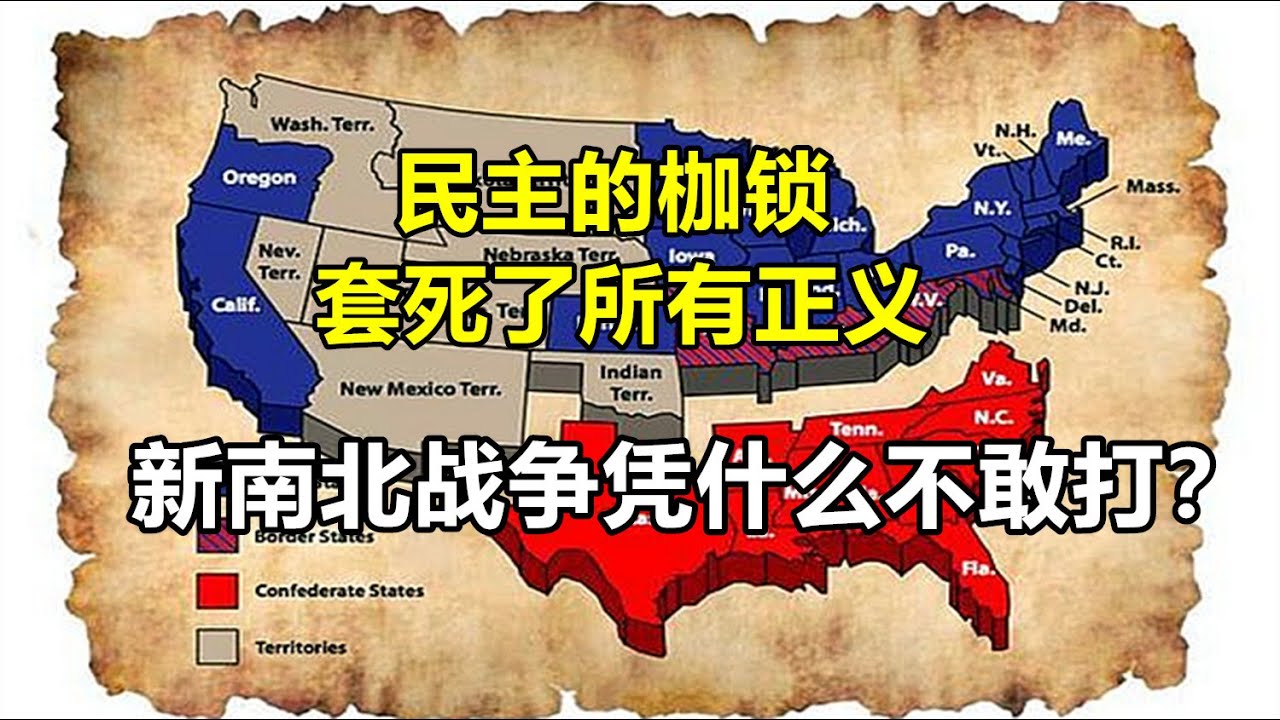 Wash. Terr.
Oregon
Nev.
Terr.
Calif.
Nebraska Terr.
Iowa
New Mexico Terr.
Indian
Terr.
N.H.
Vt.
Me.
Mass.
N.Y.
R.I.
Ct.
Pa.
N.J.
Del.
Md.
Va.
N.C.
Tenn.
Fla.
民主的枷锁
套死了所有正义
新南北战争凭什么不敢打?
Border States
Confederate States
Territories